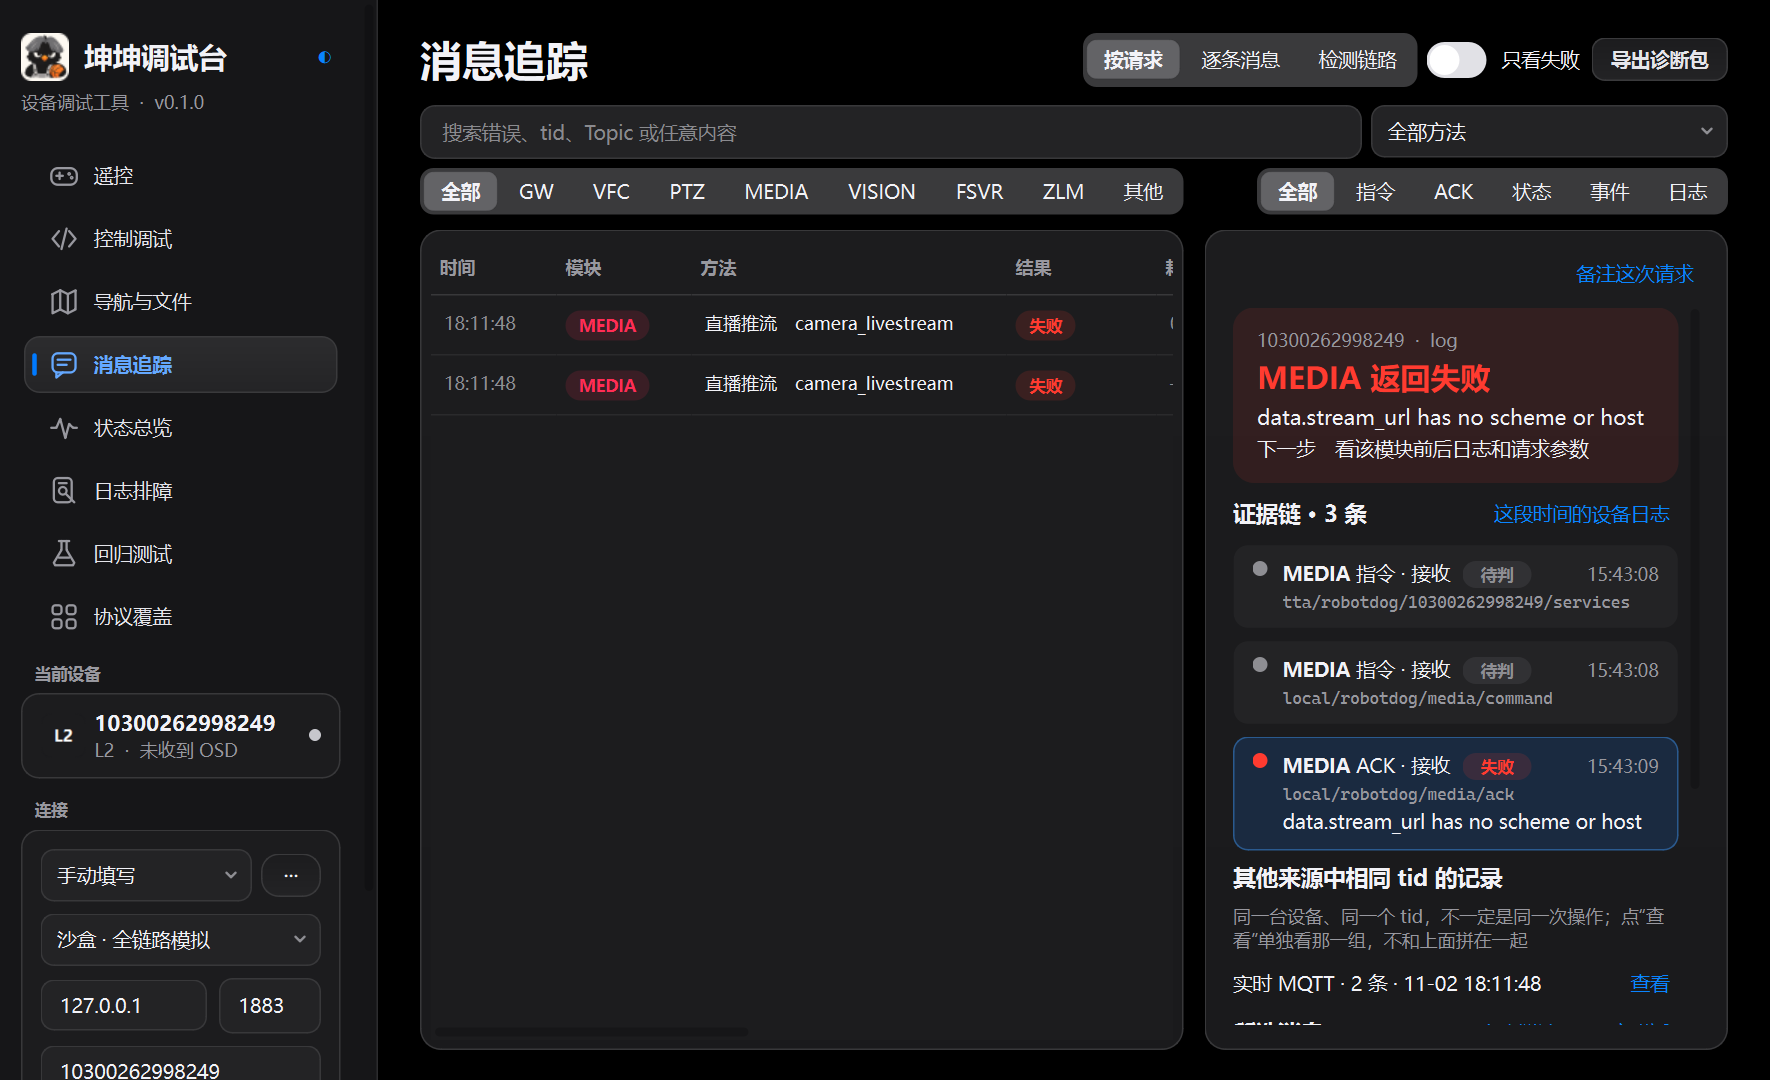 坤坤调试台
设备调试工具 · v0.1.0
遥控
控制调试
导航与文件
消息追踪
状态总览
日志排障
回归测试
协议覆盖
当前设备
L2
10300262998249
L2 · 未收到 OSD
连接
手动填写
...
沙盒 · 全链路模拟
127.0.0.1
1883
10300262998249
消息追踪
按请求 逐条消息 检测链路
只看失败
导出诊断包
搜索错误、tid、Topic 或任意内容
全部方法
全部 GW VFC PTZ MEDIA VISION FSVR ZLM 其他
全部 指令 ACK 状态 事件 日志
时间 模块 方法 结果
18:11:48 MEDIA 直播推流 camera_livestream 失败
18:11:48 MEDIA 直播推流 camera_livestream 失败
备注这次请求
10300262998249 · log
MEDIA 返回失败
data.stream_url has no scheme or host
下一步 看该模块前后日志和请求参数
证据链 • 3 条
这段时间的设备日志
MEDIA 指令 · 接收 待判 15:43:08
tta/robotdog/10300262998249/services
MEDIA 指令 · 接收 待判 15:43:08
local/robotdog/media/command
MEDIA ACK · 接收 失败 15:43:09
local/robotdog/media/ack
data.stream_url has no scheme or host
其他来源中相同 tid 的记录
同一台设备、同一个 tid，不一定是同一次操作；点“查
看”单独看那一组，不和上面拼在一起
实时 MQTT · 2 条 · 11-02 18:11:48
查看